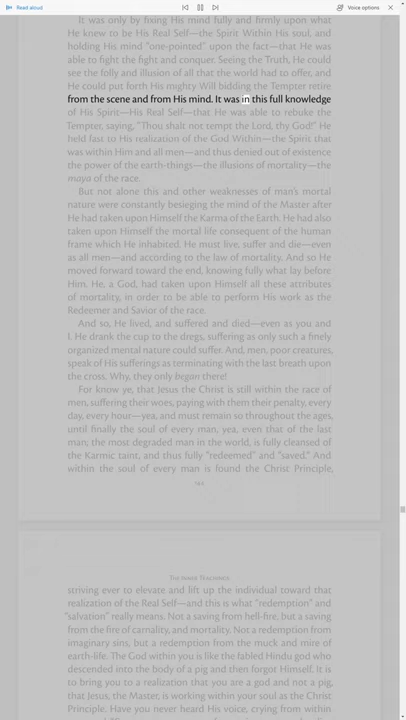 Read aloud
Voice options
It was only by fixing His mind fully and firmly upon what
He knew to be His Real Self—the Spirit Within His soul, and
holding His mind "one-pointed" upon the fact—that He was
able to fight the fight and conquer. Seeing the Truth, He could
see the folly and illusion of all that the world had to offer, and
He could put forth His mighty Will bidding the Tempter retire
from the scene and from His mind. It was in this full knowledge
of His Spirit—His Real Self—that He was able to rebuke the
Tempter, saying, "Thou shalt not tempt the Lord, thy God!" He
held fast to His realization of the God Within—the Spirit that
was within Him and all men—and thus denied out of existence
the power of the earth-things—the illusions of mortality—the
maya of the race.
But not alone this and other weaknesses of man's mortal
nature were constantly besieging the mind of the Master after
He had taken upon Himself the Karma of the Earth. He had also
taken upon Himself the mortal life consequent of the human
frame which He inhabited. He must live, suffer and die—even
as all men—and according to the law of mortality. And so He
moved forward toward the end, knowing fully what lay before
Him. He, a God, had taken upon Himself all these attributes
of mortality, in order to be able to perform His work as the
Redeemer and Savior of the race.
And so, He lived, and suffered and died—even as you and
I. He drank the cup to the dregs, suffering as only such a finely
organized mental nature could suffer. And, men, poor creatures,
speak of His sufferings as terminating with the last breath upon
the cross. Why, they only began there!
For know ye, that Jesus the Christ is still within the race of
men, suffering their woes, paying with them their penalty, every
day, every hour—yea, and must remain so throughout the ages,
until finally the soul of every man, yea, even that of the last
man; the most degraded man in the world, is fully cleansed of
the Karmic taint, and thus fully "redeemed" and "saved." And
within the soul of every man is found the Christ Principle,
The Inner Teachings
striving ever to elevate and lift up the individual toward that
realization of the Real Self—and this is what "redemption" and
"salvation" really means. Not a saving from hell-fire, but a saving
from the fire of carnality, and mortality. Not a redemption from
imaginary sins, but a redemption from the muck and mire of
earth-life. The God within you is like the fabled Hindu god who
descended into the body of a pig and then forgot Himself. It is
to bring you to a realization that you are a god and not a pig,
that Jesus, the Master, is working within your soul as the Christ
Principle. Have you never heard His voice, crying from within